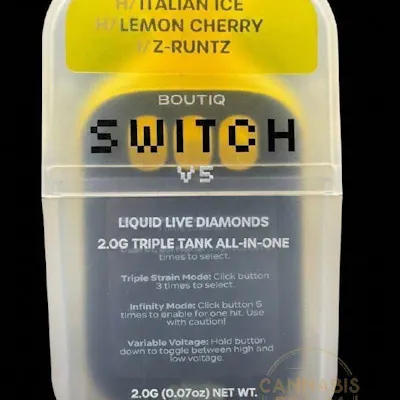 H/ITALIAN ICE
H/LEMON CHERRY
I/Z-RUNTZ
BOUTIQ
SWITCH
V5
LIQUID LIVE DIAMONDS
2.0G TRIPLE TANK ALL-IN-ONE
times to select.
Triple Strain Mode: Click button
3 times to select.
Infinity Mode: Click button 5
times to enable for one hit. Use
with caution!
Variable Voltage: Hold button
down to toggle between high and
low voltage.
2.0G (0.07oz) NET WT.
CANNABIS